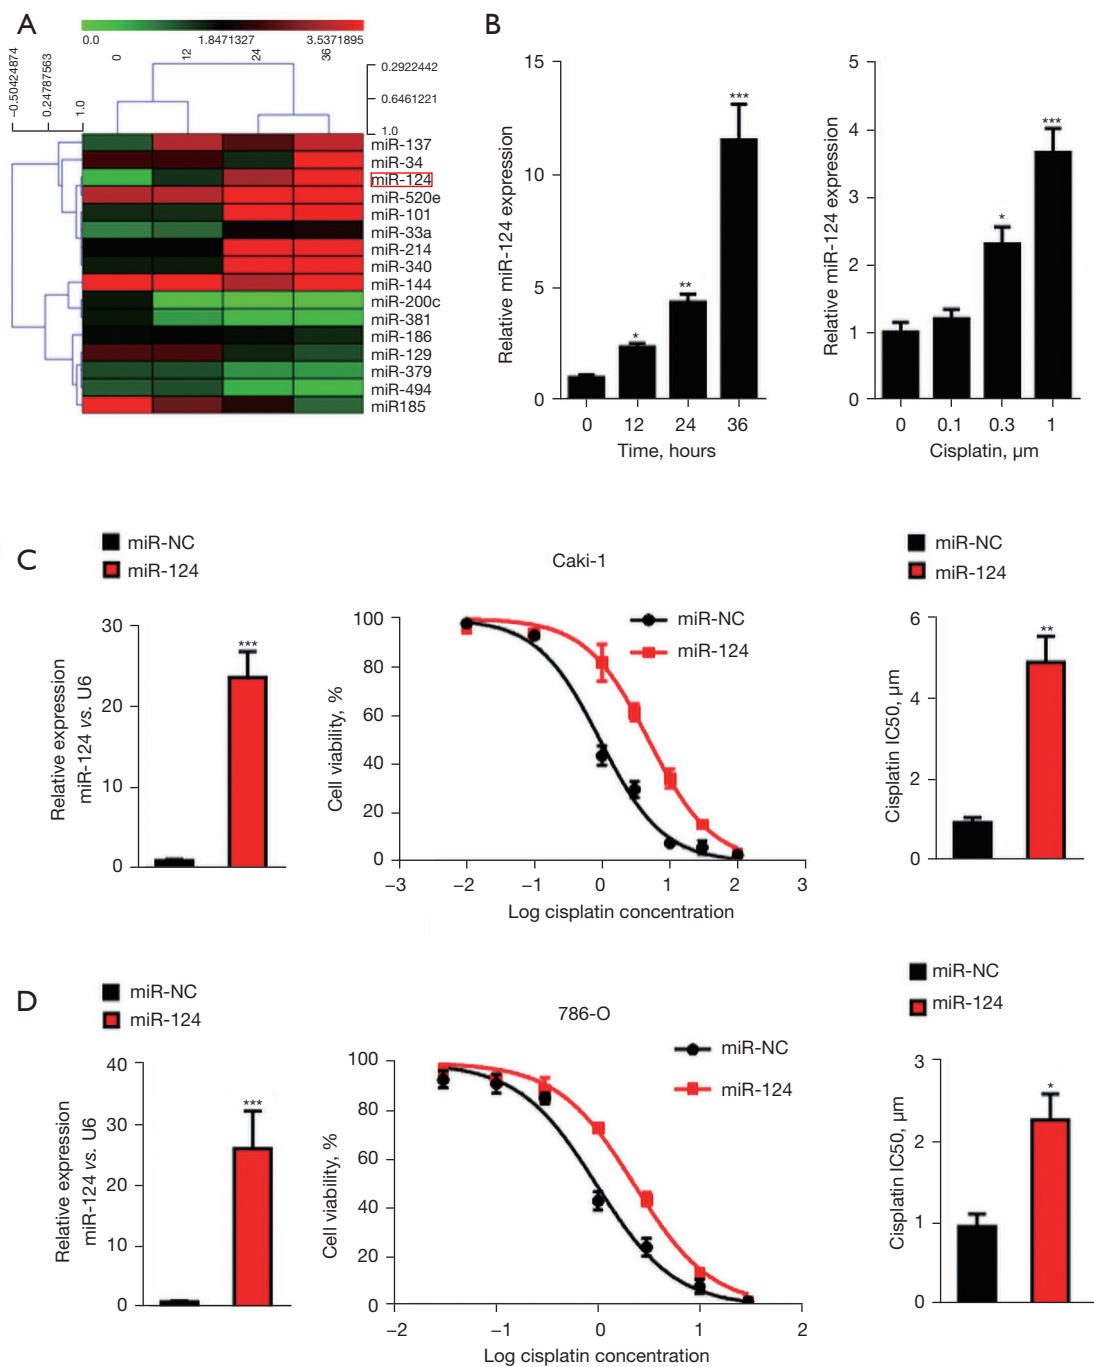 A
0.0 1.8471327 3.5371895
0 12 24 36
−0.50424874
0.24787563
1.0
0.2922442
0.6461221
1.0
miR-137
miR-34
miR-124
miR-520e
miR-101
miR-33a
miR-214
miR-340
miR-144
miR-200c
miR-381
miR-186
miR-129
miR-379
miR-494
miR185
B
Relative miR-124 expression
15
10
5
0
*
**
***
0 12 24 36
Time, hours
Relative miR-124 expression
5
4
3
2
1
0
*
***
0 0.1 0.3 1
Cisplatin, µm
C
miR-NC
miR-124
Relative expression
miR-124 vs. U6
30
20
10
0
***
Caki-1
miR-NC
miR-124
Cell viability, %
100
80
60
40
20
0
−3 −2 −1 0 1 2 3
Log cisplatin concentration
miR-NC
miR-124
Cisplatin IC50, µm
6
4
2
0
**
D
miR-NC
miR-124
Relative expression
miR-124 vs. U6
40
30
20
10
0
***
786-O
miR-NC
miR-124
Cell viability, %
100
80
60
40
20
0
−2 −1 0 1 2
Log cisplatin concentration
miR-NC
miR-124
Cisplatin IC50, µm
3
2
1
0
*